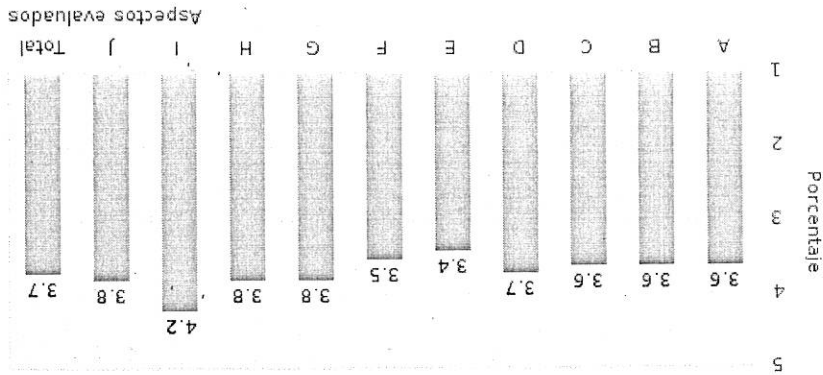 Porcentaje
5
4
3
2
1
3.6 3.6 3.6 3.7 3.4 3.5 3.8 3.8 4.2 3.8 3.7
A B C D E F G H I J Total
Aspectos evaluados